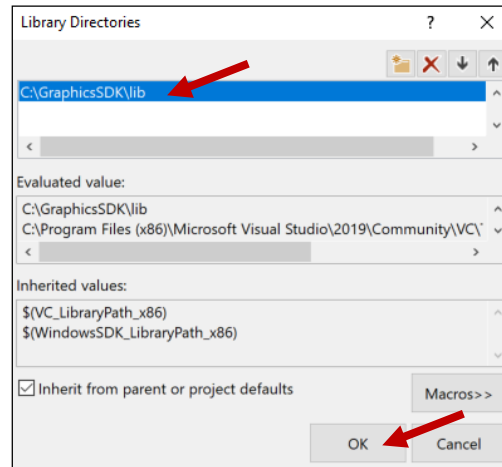 Library Directories
C:\GraphicsSDK\lib
Evaluated value:
C:\GraphicsSDK\lib
C:\Program Files (x86)\Microsoft Visual Studio\2019\Community\VC\
Inherited values:
$(VC_LibraryPath_x86)
$(WindowsSDK_LibraryPath_x86)
Inherit from parent or project defaults
Macros>>
OK
Cancel